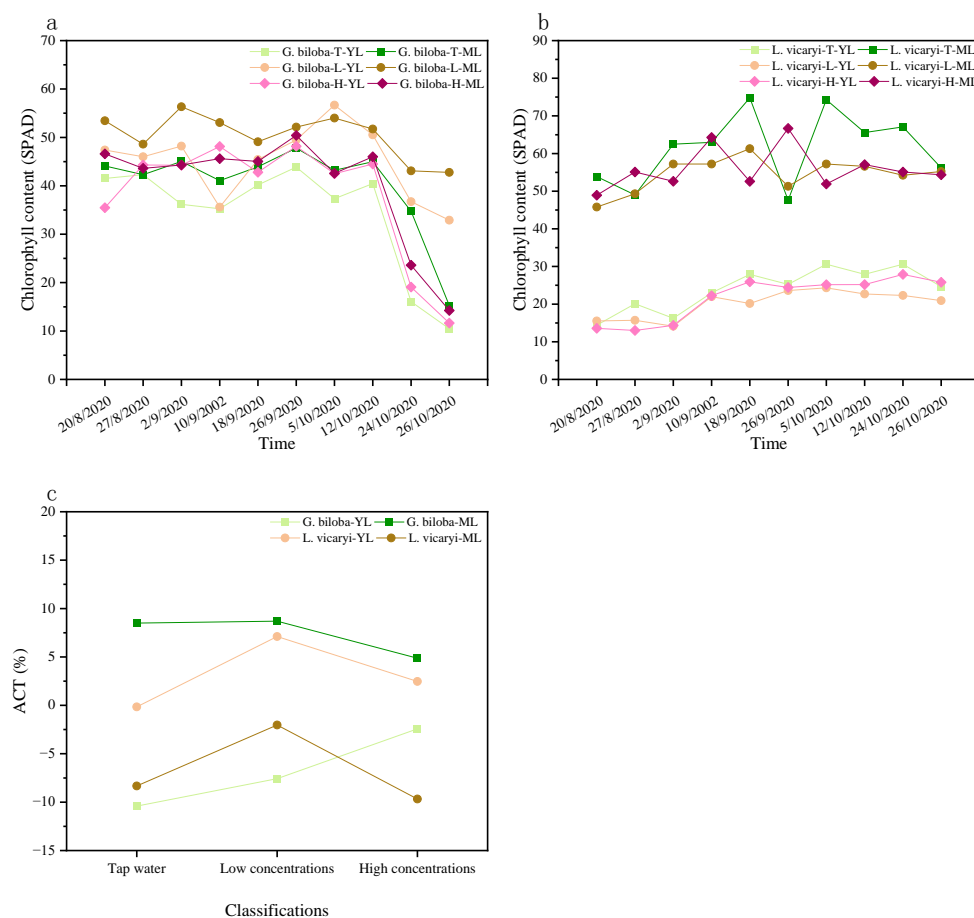 a
70
60
50
40
30
20
10
0
Chlorophyll content (SPAD)
G. biloba-T-YL G. biloba-T-ML
G. biloba-L-YL G. biloba-L-ML
G. biloba-H-YL G. biloba-H-ML
20/8/2020 27/8/2020 2/9/2020 10/9/2002 18/9/2020 26/9/2020 5/10/2020 12/10/2020 24/10/2020 26/10/2020
Time
b
90
80
70
60
50
40
30
20
10
0
Chlorophyll content (SPAD)
L. vicaryi-T-YL L. vicaryi-T-ML
L. vicaryi-L-YL L. vicaryi-L-ML
L. vicaryi-H-YL L. vicaryi-H-ML
20/8/2020 27/8/2020 2/9/2020 10/9/2002 18/9/2020 26/9/2020 5/10/2020 12/10/2020 24/10/2020 26/10/2020
Time
c
20
15
10
5
0
−5
−10
−15
ACT (%)
G. biloba-YL G. biloba-ML
L. vicaryi-YL L. vicaryi-ML
Tap water Low concentrations High concentrations
Classifications